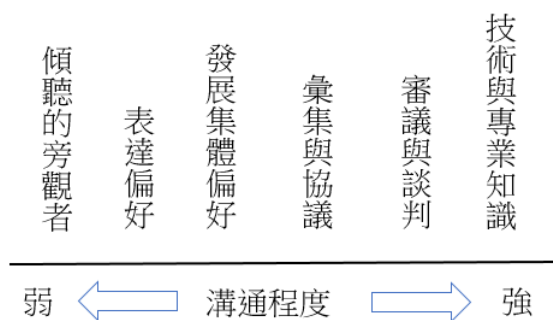 傾聽的旁觀者
表達偏好
發展集體偏好
彙集與協議
審議與談判
技術與專業知識
弱 溝通程度 強